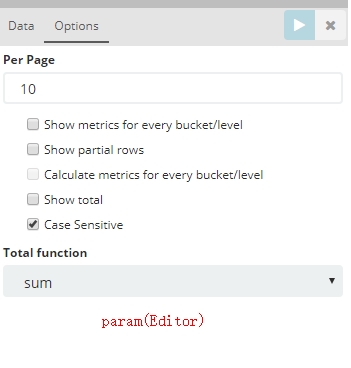 Data Options
Per Page
10
Show metrics for every bucket/level
Show partial rows
Calculate metrics for every bucket/level
Show total
Case Sensitive
Total function
sum
param(Editor)